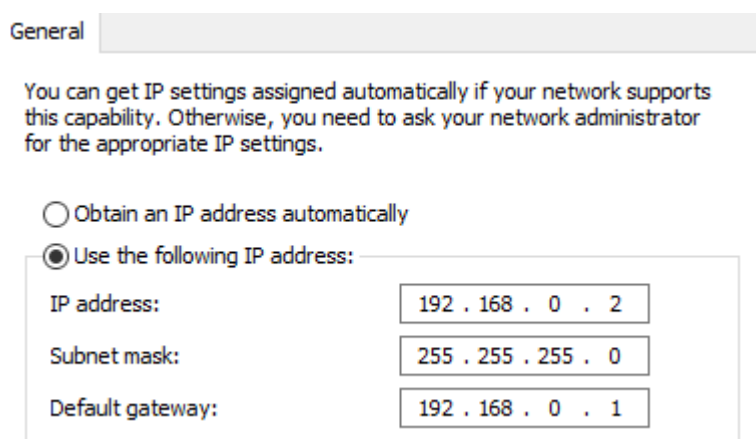 General
You can get IP settings assigned automatically if your network supports
this capability. Otherwise, you need to ask your network administrator
for the appropriate IP settings.
Obtain an IP address automatically
Use the following IP address:
IP address: 192 . 168 . 0 . 2
Subnet mask: 255 . 255 . 255 . 0
Default gateway: 192 . 168 . 0 . 1